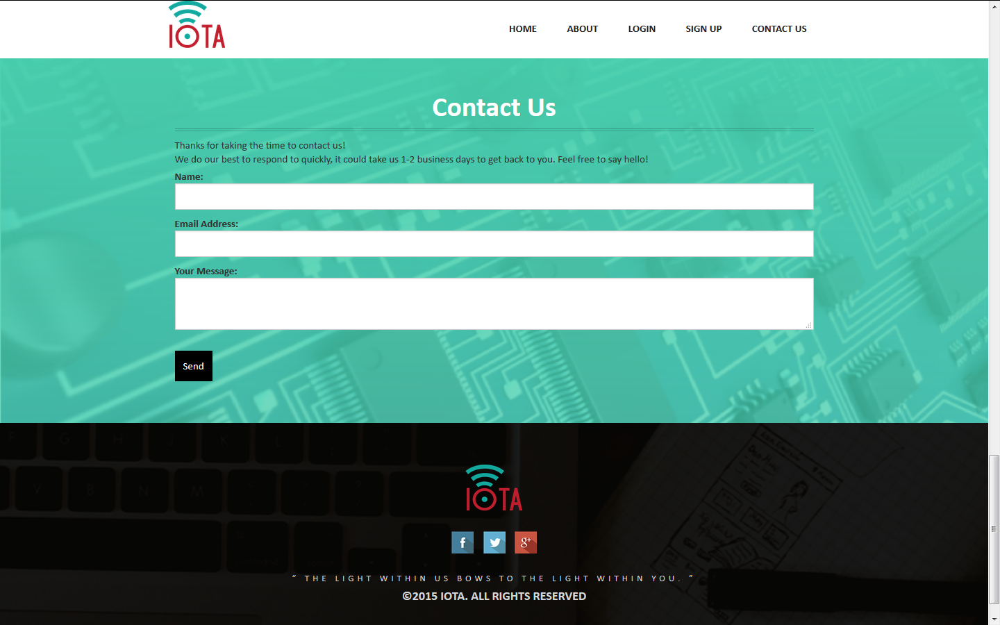 IOTA
HOME ABOUT LOGIN SIGN UP CONTACT US
Contact Us
Thanks for taking the time to contact us!
We do our best to respond to quickly, it could take us 1-2 business days to get back to you. Feel free to say hello!
Name:
Email Address:
Your Message:
Send
F G H J K L
V B N M
IOTA
f g+
“ THE LIGHT WITHIN US BOWS TO THE LIGHT WITHIN YOU. ”
©2015 IOTA. ALL RIGHTS RESERVED